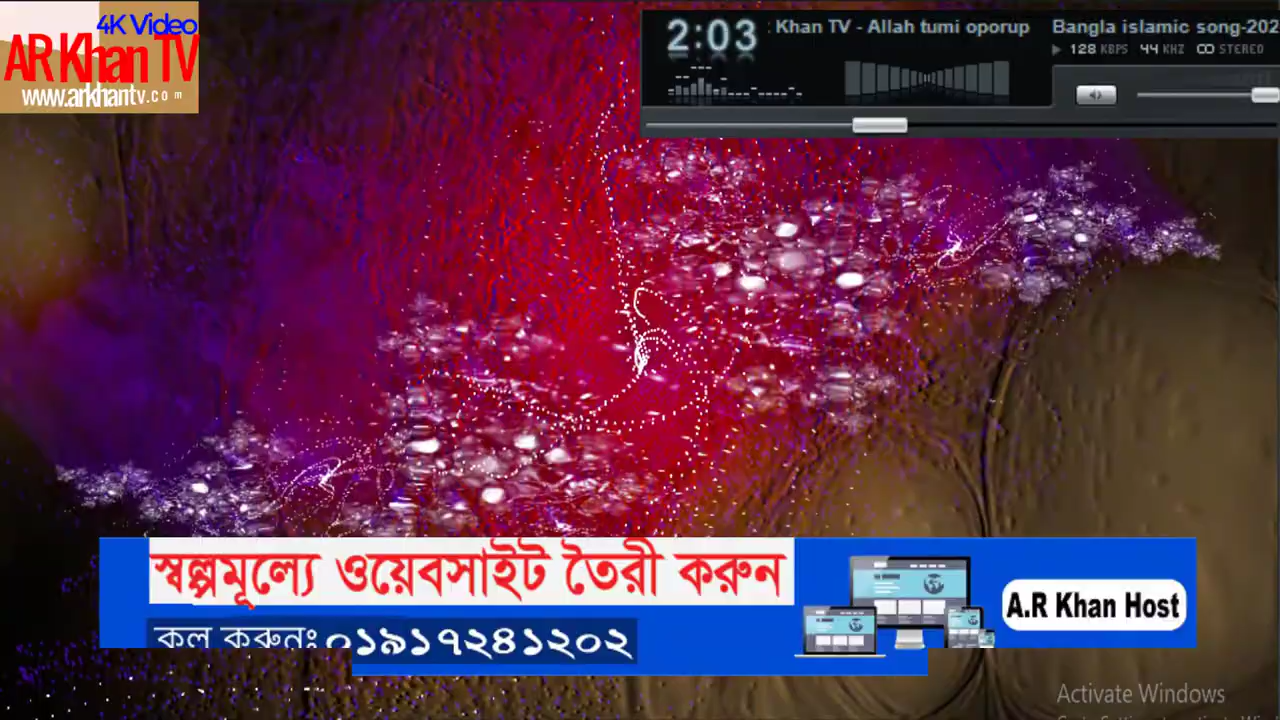 4K Video
AR Khan TV
www.arkhantv.com
2:03
: Khan TV - Allah tumi oporup Bangla islamic song-202
128 KBPS 44 KHZ STEREO
স্বল্পমূল্যে ওয়েবসাইট তৈরী করুন
কল করুনঃ ০১৯১৭২৪১২০২
A.R Khan Host
Activate Windows